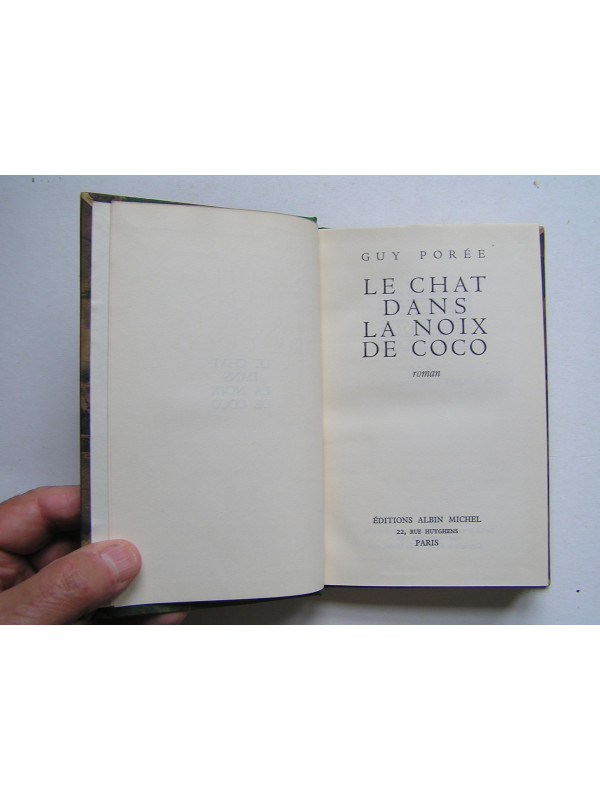 GUY PORÉE
LE CHAT
DANS
LA NOIX
DE COCO
roman
ÉDITIONS ALBIN MICHEL
22, RUE HUYGHENS
PARIS